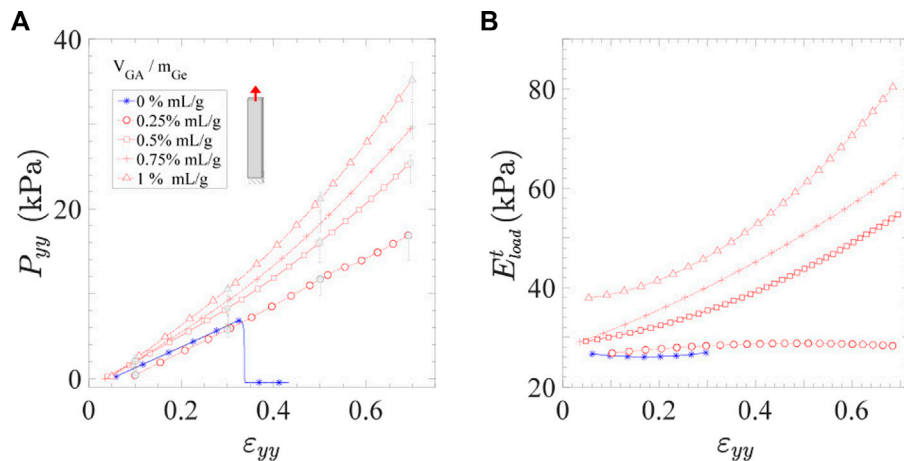 A
B
40
20
0
P_yy (kPa)
V_GA / m_Ge
0 % mL/g
0.25% mL/g
0.5% mL/g
0.75% mL/g
1 % mL/g
0 0.2 0.4 0.6
ε_yy
80
60
40
20
E^t_load (kPa)
0 0.2 0.4 0.6
ε_yy